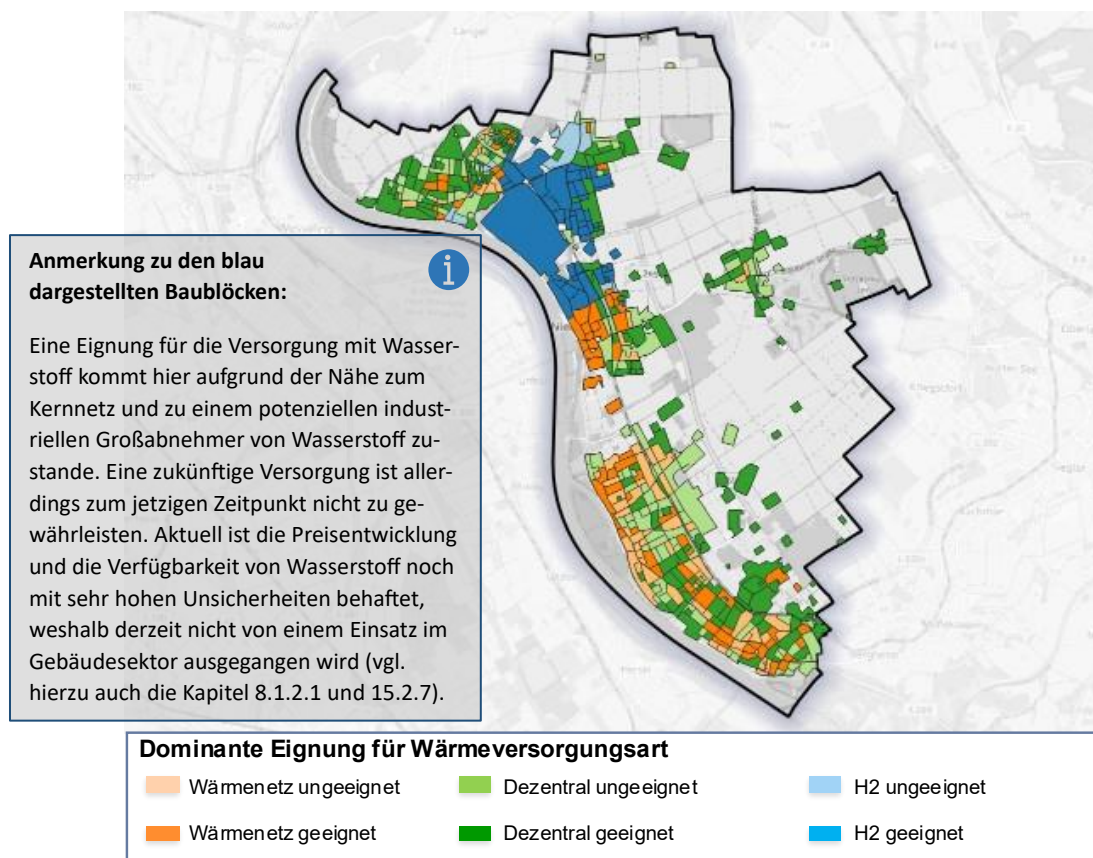 Anmerkung zu den blau
dargestellten Baublöcken:
Eine Eignung für die Versorgung mit Wasser-
stoff kommt hier aufgrund der Nähe zum
Kernnetz und zu einem potenziellen indust-
riellen Großabnehmer von Wasserstoff zu-
stande. Eine zukünftige Versorgung ist aller-
dings zum jetzigen Zeitpunkt nicht zu ge-
währleisten. Aktuell ist die Preisentwicklung
und die Verfügbarkeit von Wasserstoff noch
mit sehr hohen Unsicherheiten behaftet,
weshalb derzeit nicht von einem Einsatz im
Gebäudesektor ausgegangen wird (vgl.
hierzu auch die Kapitel 8.1.2.1 und 15.2.7).
Dominante Eignung für Wärmeversorgungsart
Wärmenetz ungeeignet
Dezentral ungeeignet
H2 ungeeignet
Wärmenetz geeignet
Dezentral geeignet
H2 geeignet